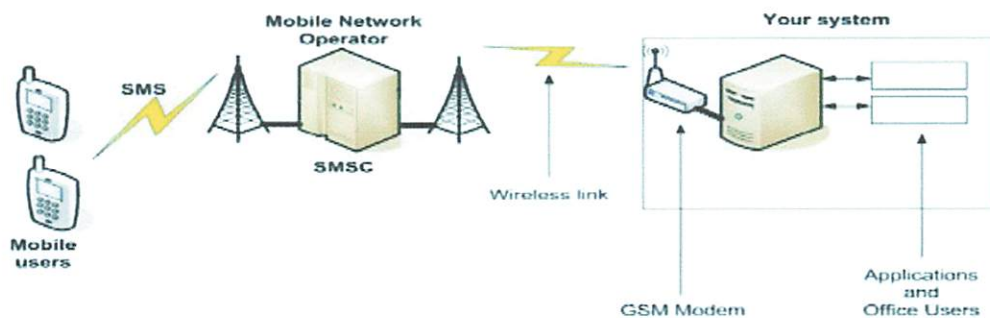 Mobile Network
Operator
Your system
SMS
SMSC
Wireless link
Mobile
users
GSM Modem
Applications
and
Office Users